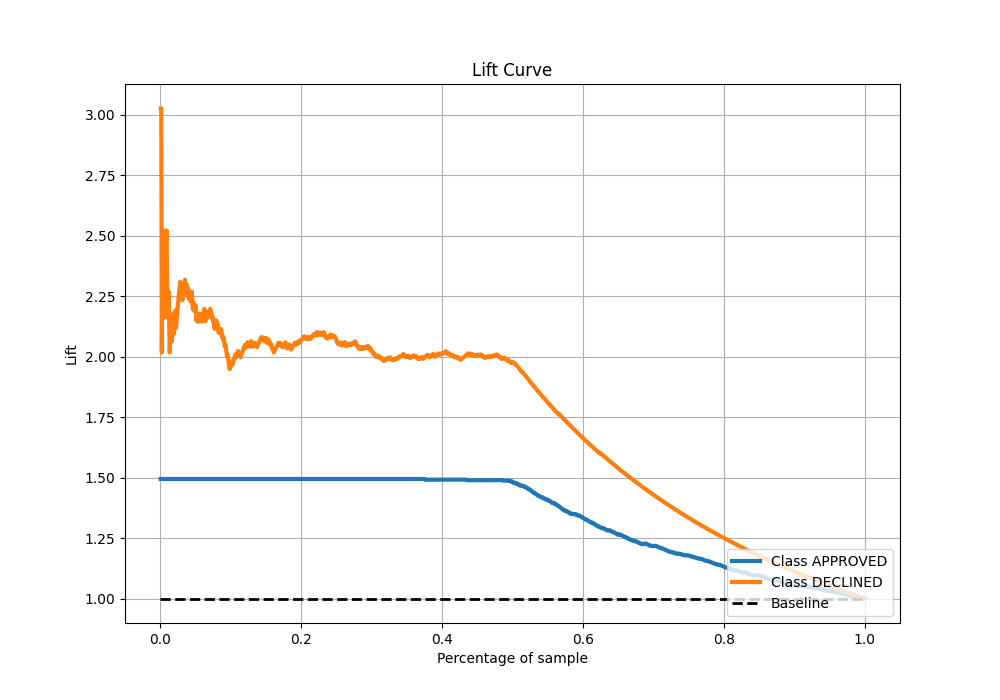 Lift Curve
3.00
2.75
2.50
2.25
2.00
1.75
1.50
1.25
1.00
Lift
Class APPROVED
Class DECLINED
Baseline
0.0 0.2 0.4 0.6 0.8 1.0
Percentage of sample